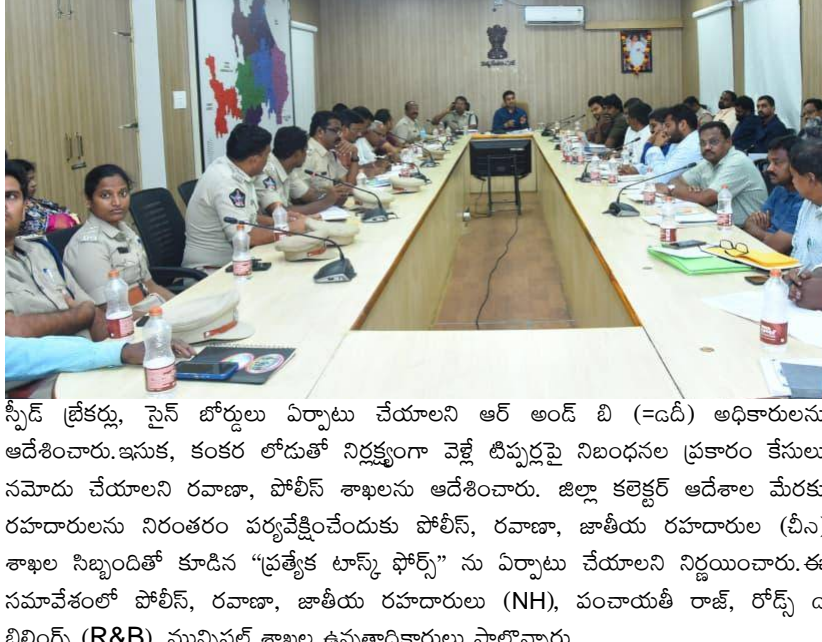 స్పీడ్ బ్రేకర్లు, సైన్ బోర్డులు ఏర్పాటు చేయాలని ఆర్ అండ్ బి (=ఁదీ) అధికారులను
ఆదేశించారు.ఇసుక, కంకర లోడుతో నిర్లక్ష్యంగా వెళ్లే టిప్పర్లపై నిబంధనల ప్రకారం కేసులు
నమోదు చేయాలని రవాణా, పోలీస్ శాఖలను ఆదేశించారు. జిల్లా కలెక్టర్ ఆదేశాల మేరకు
రహదారులను నిరంతరం పర్యవేక్షించేందుకు పోలీస్, రవాణా, జాతీయ రహదారుల
శాఖల సిబ్బందితో కూడిన “ప్రత్యేక టాస్క్ ఫోర్స్” ను ఏర్పాటు చేయాలని నిర్ణయించారు.ఈ
సమావేశంలో పోలీస్, రవాణా, జాతీయ రహదారులు (NH), పంచాయతీ రాజ్, రోడ్స్
బిల్డింగ్స్ (R&B), మున్సిపల్ శాఖల ఉన్నతాధికారులు పాల్గొన్నారు.